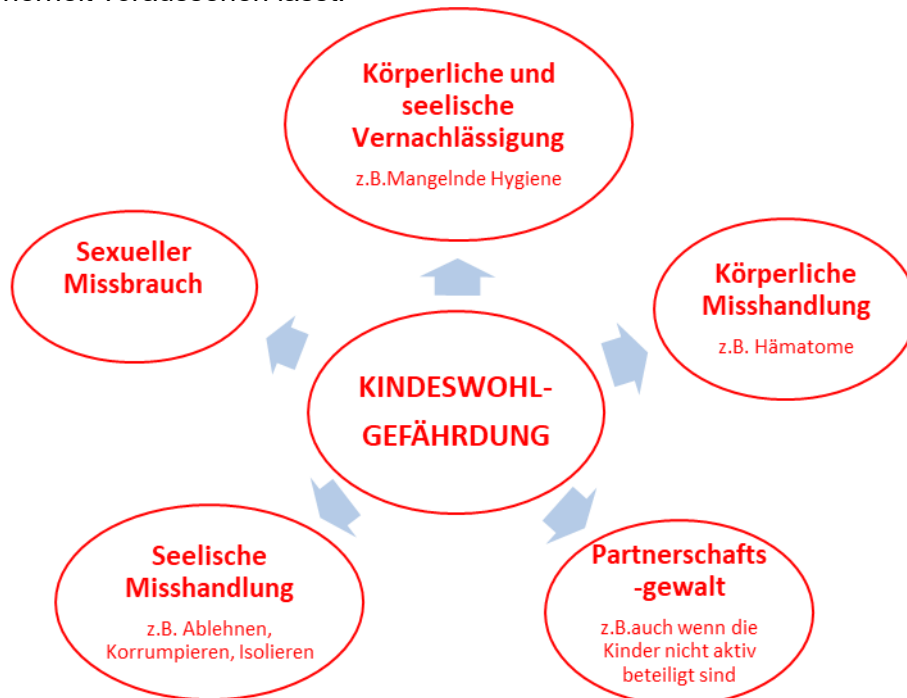 Körperliche und
seelische
Vernachlässigung
z.B.Mangelnde Hygiene
Sexueller
Missbrauch
Körperliche
Misshandlung
z.B. Hämatome
KINDESWOHL-
GEFÄHRDUNG
Seelische
Misshandlung
z.B. Ablehnen,
Korrumpieren, Isolieren
Partnerschafts
-gewalt
z.B.auch wenn die
Kinder nicht aktiv
beteiligt sind